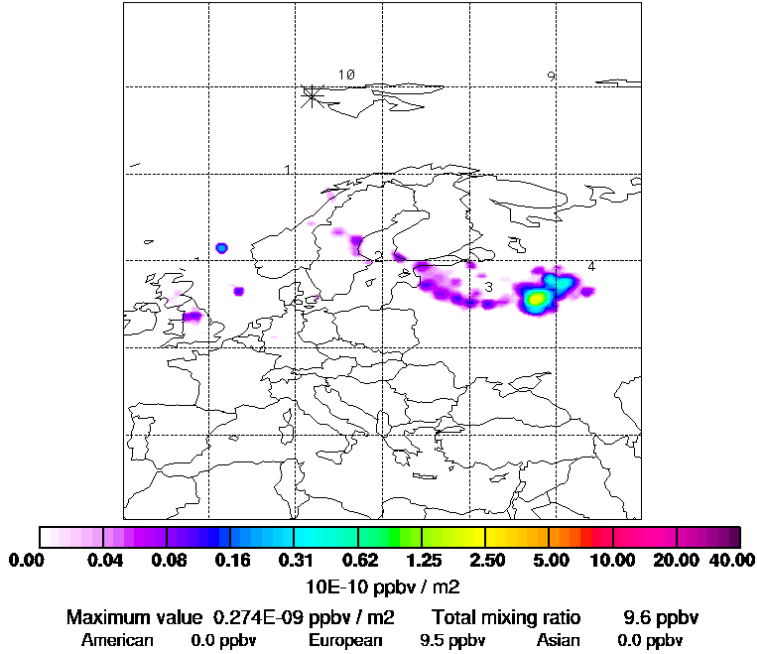 10 9
1
2 4
3
0.00 0.04 0.08 0.16 0.31 0.62 1.25 2.50 5.00 10.00 20.00 40.00
10E-10 ppbv / m2
Maximum value 0.274E-09 ppbv / m2 Total mixing ratio 9.6 ppbv
American 0.0 ppbv European 9.5 ppbv Asian 0.0 ppbv